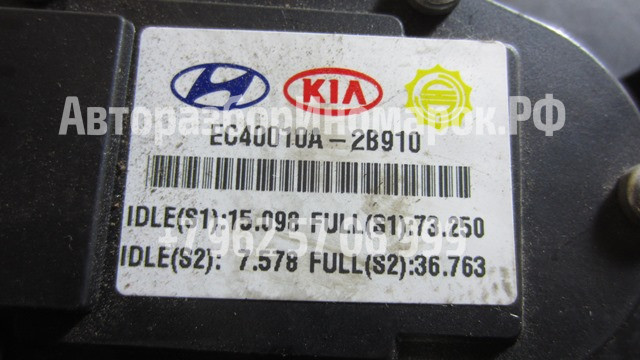 KIA
АвторазборИномарок.РФ
EC40010A-2B910
IDLE(S1):15.098 FULL(S1):73.250
+7 962 57 06 999
IDLE(S2): 7.578 FULL(S2):36.763